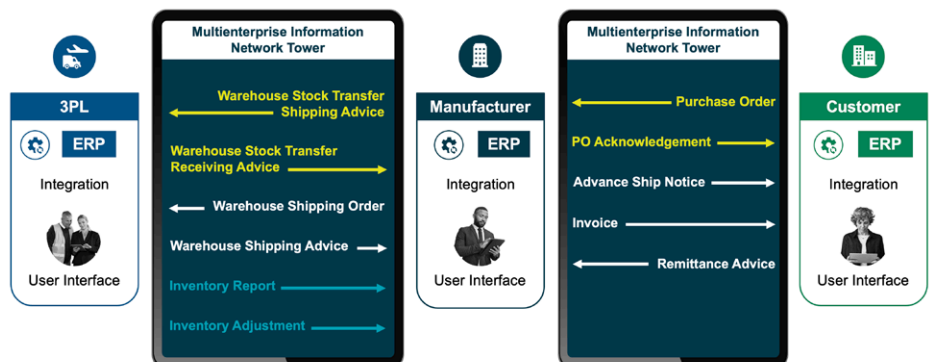 Multienterprise Information
Network Tower
Multienterprise Information
Network Tower
3PL
ERP
Integration
User Interface
Warehouse Stock Transfer
Shipping Advice
Warehouse Stock Transfer
Receiving Advice
Warehouse Shipping Order
Warehouse Shipping Advice
Inventory Report
Inventory Adjustment
Manufacturer
ERP
Integration
User Interface
Purchase Order
PO Acknowledgement
Advance Ship Notice
Invoice
Remittance Advice
Customer
ERP
Integration
User Interface